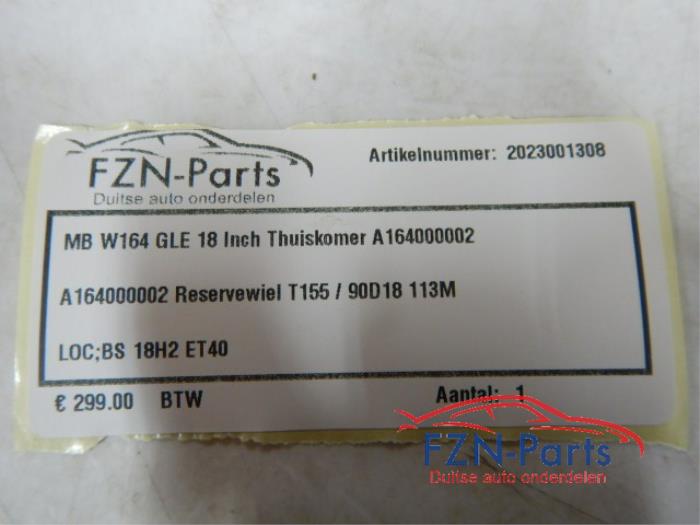 FZN-Parts
Duitse auto onderdelen
Artikelnummer: 2023001308
MB W164 GLE 18 Inch Thuiskomer A164000002
A164000002 Reservewiel T155 / 90D18 113M
LOC;BS 18H2 ET40
€ 299.00 BTW
Aantal: 1
FZN-Parts
Duitse auto onderdelen